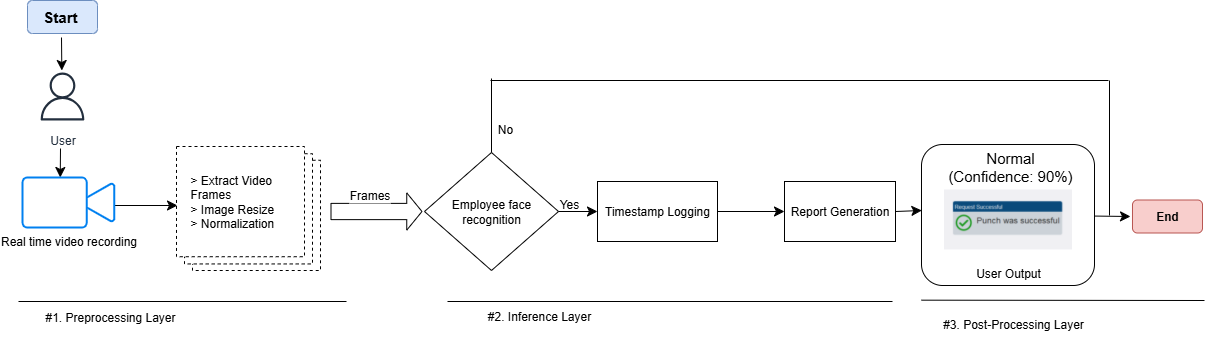 Start
User
Real time video recording
> Extract Video
Frames
> Image Resize
> Normalization
Frames
Employee face
recognition
No
Yes
Timestamp Logging
Report Generation
Normal
(Confidence: 90%)
Request Successful
Punch was successful
User Output
End
#1. Preprocessing Layer
#2. Inference Layer
#3. Post-Processing Layer